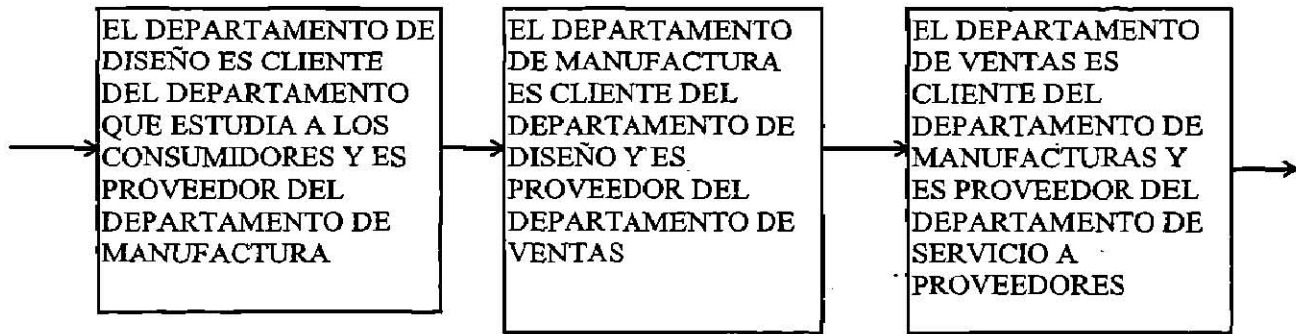 EL DEPARTAMENTO DE
DISEÑO ES CLIENTE
DEL DEPARTAMENTO
QUE ESTUDIA A LOS
CONSUMIDORES Y ES
PROVEEDOR DEL
DEPARTAMENTO DE
MANUFACTURA
EL DEPARTAMENTO
DE MANUFACTURA
ES CLIENTE DEL
DEPARTAMENTO DE
DISEÑO Y ES
PROVEEDOR DEL
DEPARTAMENTO DE
VENTAS
EL DEPARTAMENTO
DE VENTAS ES
CLIENTE DEL
DEPARTAMENTO DE
MANUFACTURAS Y
ES PROVEEDOR DEL
DEPARTAMENTO DE
SERVICIO A
PROVEEDORES